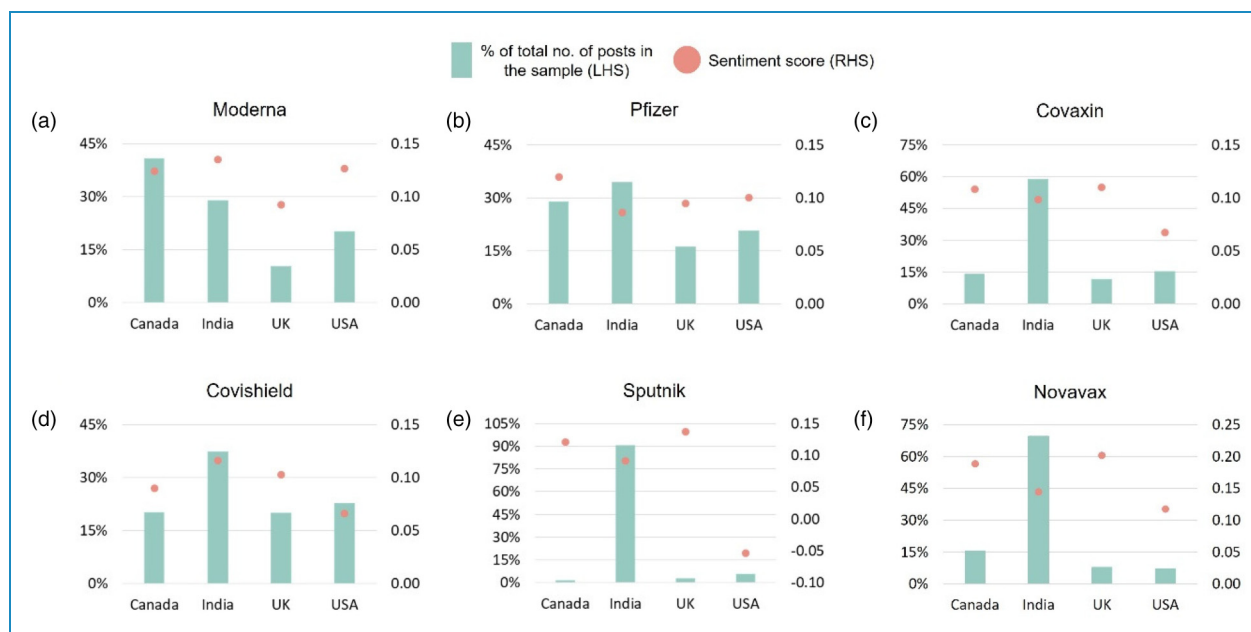 % of total no. of posts in
the sample (LHS)
Sentiment score (RHS)
(a)
Moderna
45%
30%
15%
0%
0.15
0.10
0.05
0.00
Canada India UK USA
(b)
Pfizer
45%
30%
15%
0%
0.15
0.10
0.05
0.00
Canada India UK USA
(c)
Covaxin
75%
60%
45%
30%
15%
0%
0.15
0.10
0.05
0.00
Canada India UK USA
(d)
Covishield
45%
30%
15%
0%
0.15
0.10
0.05
0.00
Canada India UK USA
(e)
Sputnik
105%
90%
75%
60%
45%
30%
15%
0%
0.15
0.10
0.05
0.00
-0.05
-0.10
Canada India UK USA
(f)
Novavax
75%
60%
45%
30%
15%
0%
0.25
0.20
0.15
0.10
0.05
0.00
Canada India UK USA